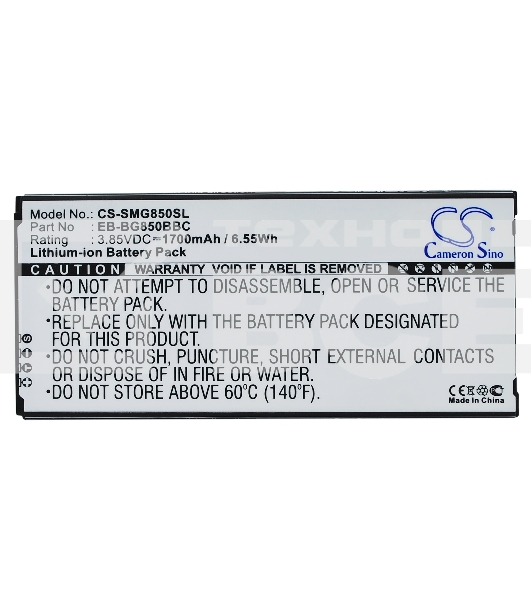 Model No.: CS-SMG850SL
Part No : EB-BG850BBC
Rating : 3.85VDC=1700mAh / 6.55Wh
Lithium-ion Battery Pack
CS
Cameron Sino
CAUTION WARRANTY IS VOID IF LABEL IS REMOVED
•DO NOT ATTEMPT TO DISASSEMBLE, OPEN OR SERVICE THE
BATTERY PACK.
•REPLACE ONLY WITH THE BATTERY PACK DESIGNATED
FOR THIS PRODUCT.
•DO NOT CRUSH, PUNCTURE, SHORT EXTERNAL CONTACTS OR
DISPOSE OF IN FIRE OR WATER.
•DO NOT STORE ABOVE 60°C (140°F).
CE
Made In China